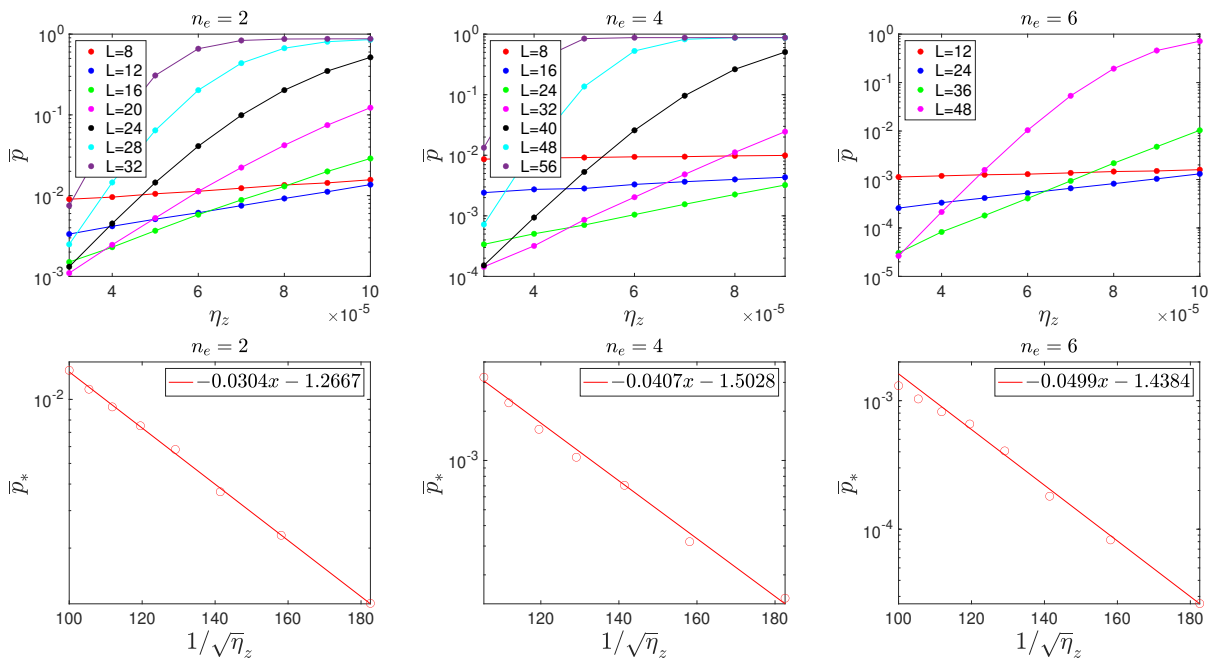 n_e = 2
10^0
10^-1
10^-2
10^-3
p̅
L=8
L=12
L=16
L=20
L=24
L=28
L=32
4 6 8 10
η_z ×10^-5
n_e = 4
10^0
10^-1
10^-2
10^-3
10^-4
p̅
L=8
L=16
L=24
L=32
L=40
L=48
L=56
4 6 8
η_z ×10^-5
n_e = 6
10^0
10^-1
10^-2
10^-3
10^-4
10^-5
p̅
L=12
L=24
L=36
L=48
4 6 8 10
η_z ×10^-5
n_e = 2
−0.0304x − 1.2667
10^-2
p̅_*
100 120 140 160 180
1/√η̅_z
n_e = 4
−0.0407x − 1.5028
10^-3
p̅_*
120 140 160 180
1/√η̅_z
n_e = 6
−0.0499x − 1.4384
10^-3
10^-4
p̅_*
100 120 140 160 180
1/√η̅_z